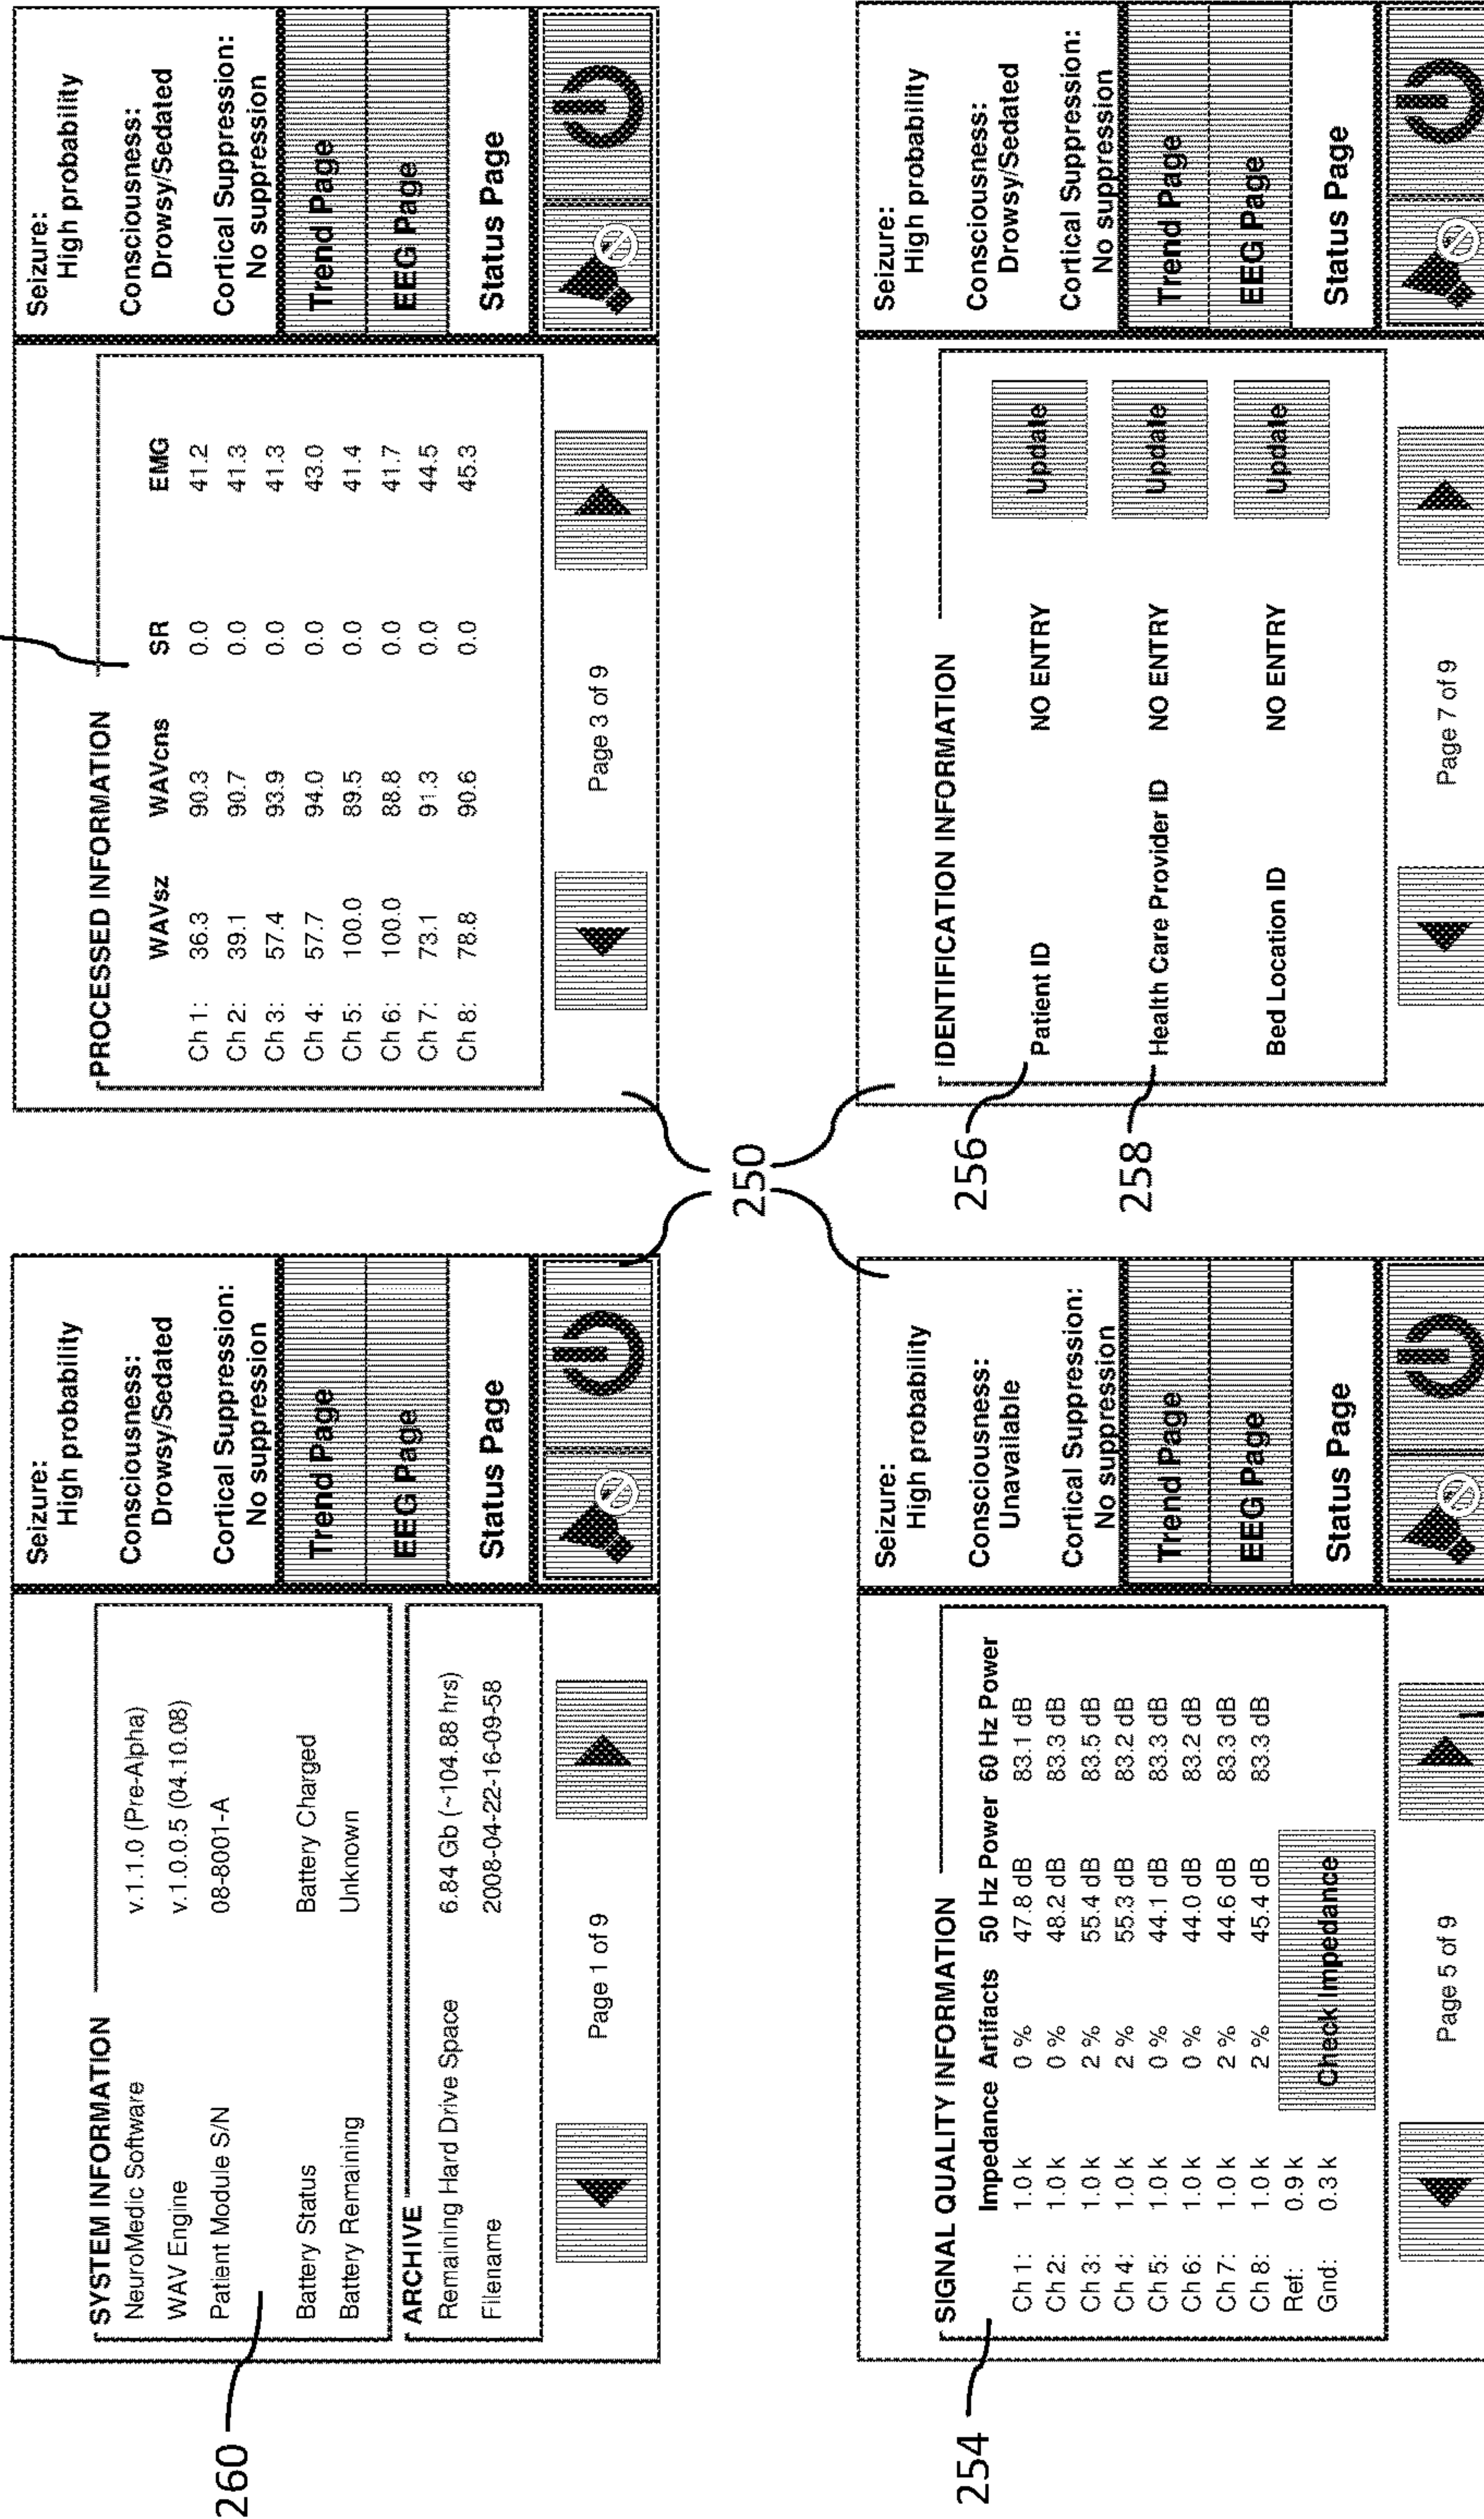 SYSTEM INFORMATION
NeuroMedic Software v.1.1.0 (Pre-Alpha)
WAV Engine v.1.0.0.5 (04.10.08)
Patient Module S/N 08-8001-A
Battery Status Battery Charged
Battery Remaining Unknown
ARCHIVE
Remaining Hard Drive Space 6.84 Gb (~104.88 hrs)
Filename 2008-04-22-16-09-58
Page 1 of 9
Seizure:
High probability
Consciousness:
Drowsy/Sedated
Cortical Suppression:
No suppression
Trend Page
EEG Page
Status Page
260
PROCESSED INFORMATION
WAVsz WAVcns SR EMG
Ch 1: 36.3 90.3 0.0 41.2
Ch 2: 39.1 90.7 0.0 41.3
Ch 3: 57.4 93.9 0.0 41.3
Ch 4: 57.7 94.0 0.0 43.0
Ch 5: 100.0 89.5 0.0 41.4
Ch 6: 100.0 88.8 0.0 41.7
Ch 7: 73.1 91.3 0.0 44.5
Ch 8: 78.8 90.6 0.0 45.3
Page 3 of 9
Seizure:
High probability
Consciousness:
Drowsy/Sedated
Cortical Suppression:
No suppression
Trend Page
EEG Page
Status Page
250
SIGNAL QUALITY INFORMATION
Impedance Artifacts 50 Hz Power 60 Hz Power
Ch 1: 1.0 k 0 % 47.8 dB 83.1 dB
Ch 2: 1.0 k 0 % 48.2 dB 83.3 dB
Ch 3: 1.0 k 2 % 55.4 dB 83.5 dB
Ch 4: 1.0 k 2 % 55.3 dB 83.2 dB
Ch 5: 1.0 k 0 % 44.1 dB 83.3 dB
Ch 6: 1.0 k 0 % 44.0 dB 83.2 dB
Ch 7: 1.0 k 2 % 44.6 dB 83.3 dB
Ch 8: 1.0 k 2 % 45.4 dB 83.3 dB
Ref: 0.9 k
Gnd: 0.3 k
Check Impedance
Page 5 of 9
Seizure:
High probability
Consciousness:
Unavailable
Cortical Suppression:
No suppression
Trend Page
EEG Page
Status Page
254
IDENTIFICATION INFORMATION
Patient ID NO ENTRY Update
Health Care Provider ID NO ENTRY Update
Bed Location ID NO ENTRY Update
Page 7 of 9
Seizure:
High probability
Consciousness:
Drowsy/Sedated
Cortical Suppression:
No suppression
Trend Page
EEG Page
Status Page
256
258